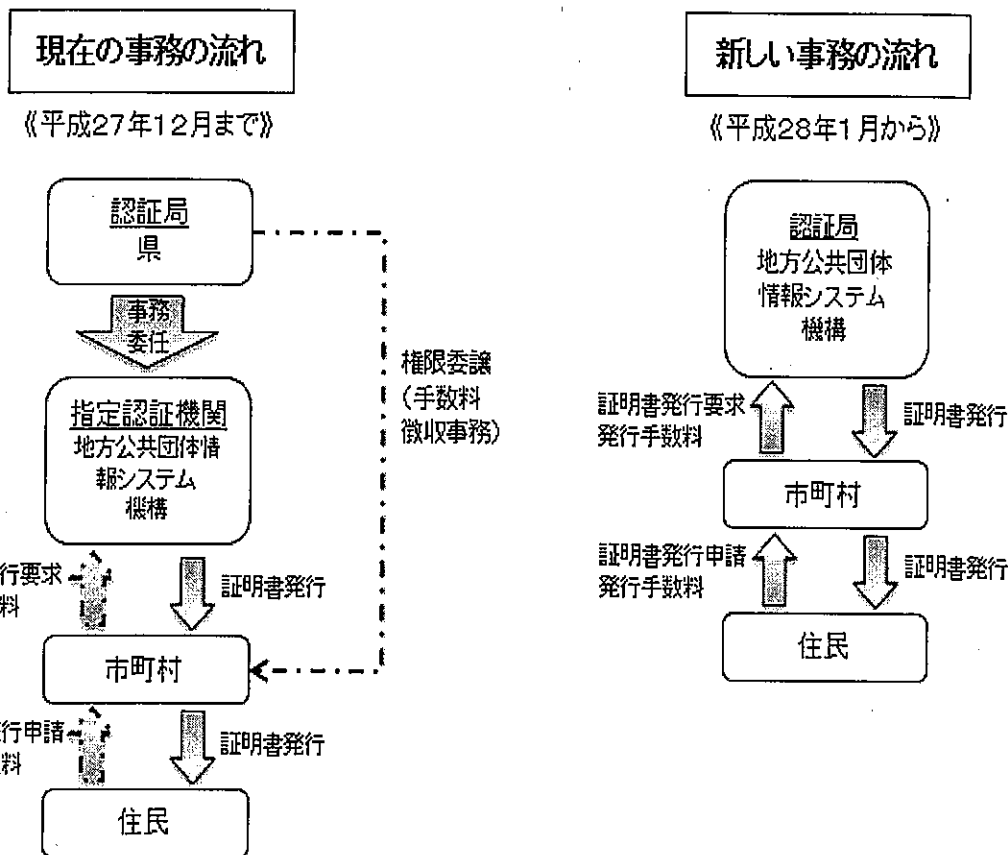 現在の事務の流れ
《平成27年12月まで》
認証局
県
事務
委任
指定認証機関
地方公共団体情
報システム
機構
権限委譲
(手数料
徴収事務)
行要求
料
証明書発行
市町村
行申請
料
証明書発行
住民
新しい事務の流れ
《平成28年1月から》
認証局
地方公共団体
情報システム
機構
証明書発行要求
発行手数料
証明書発行
市町村
証明書発行申請
発行手数料
証明書発行
住民